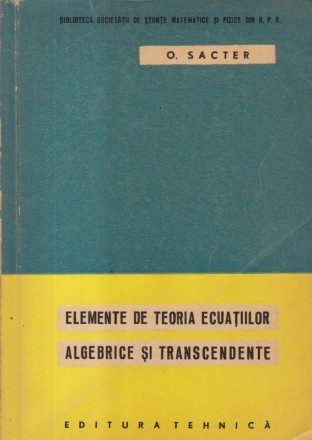 BIBLIOTECA SOCIETĂȚII DE ȘTIINȚE MATEMATICE ȘI FIZICE DIN R. P. R.
O. SACTER
ELEMENTE DE TEORIA ECUAȚIILOR
ALGEBRICE ȘI TRANSCENDENTE
EDITURA TEHNICĂ